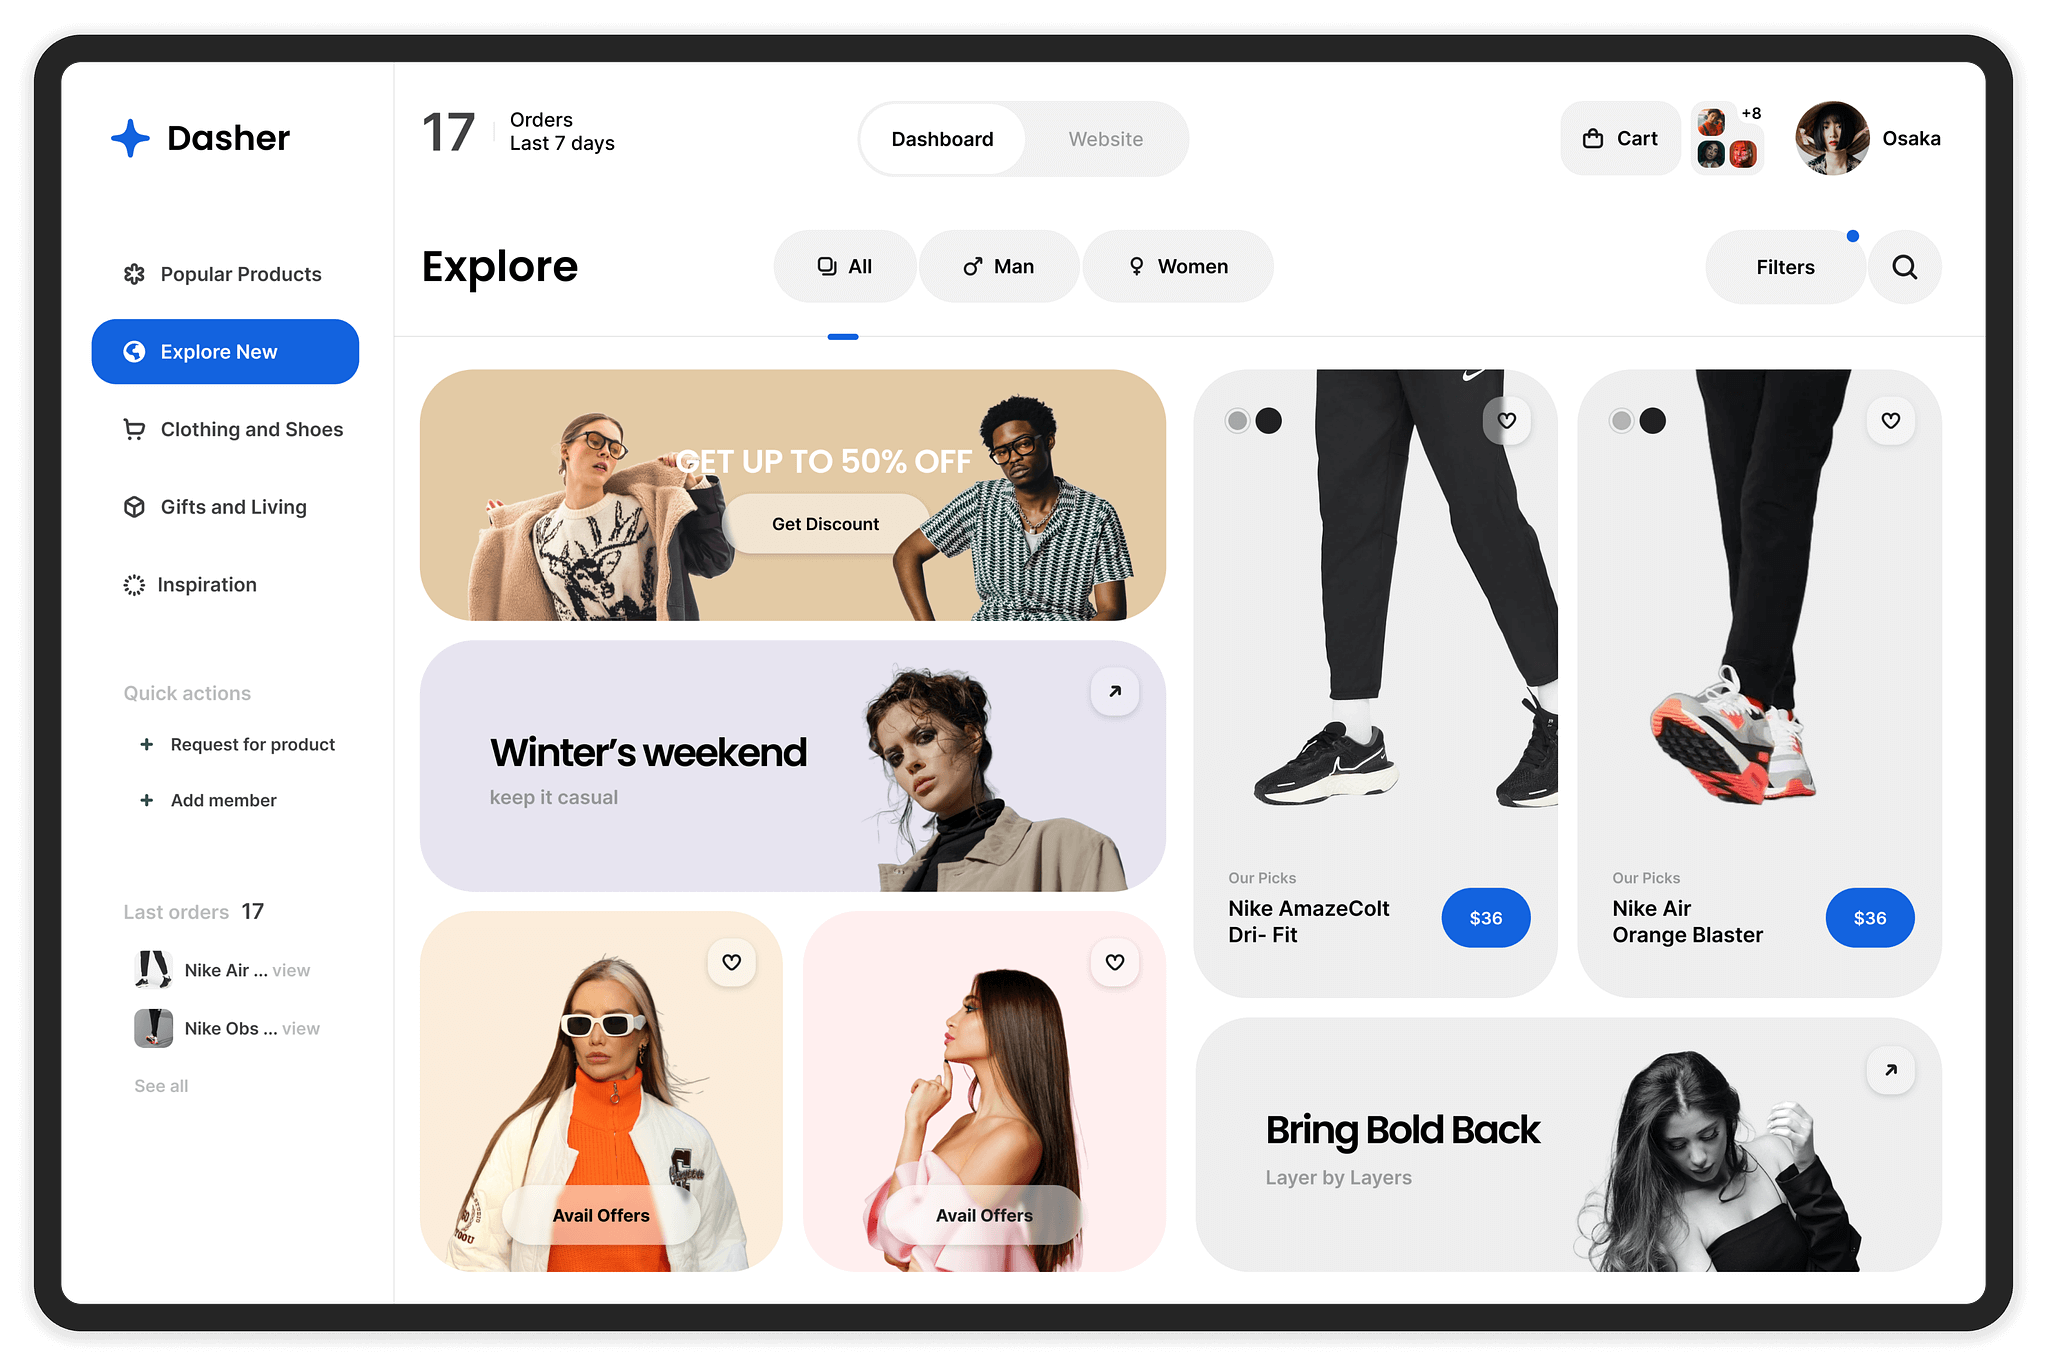 Dasher
17
Orders
Last 7 days
Dashboard
Website
Cart
+8
Osaka
Explore
All
Man
Women
Filters
Popular Products
Explore New
Clothing and Shoes
Gifts and Living
Inspiration
Quick actions
+ Request for product
+ Add member
Last orders 17
Nike Air ... view
Nike Obs ... view
See all
GET UP TO 50% OFF
Get Discount
Winter's weekend
keep it casual
Avail Offers
Avail Offers
Our Picks
Nike AmazeColt
Dri- Fit
$36
Our Picks
Nike Air
Orange Blaster
$36
Bring Bold Back
Layer by Layers